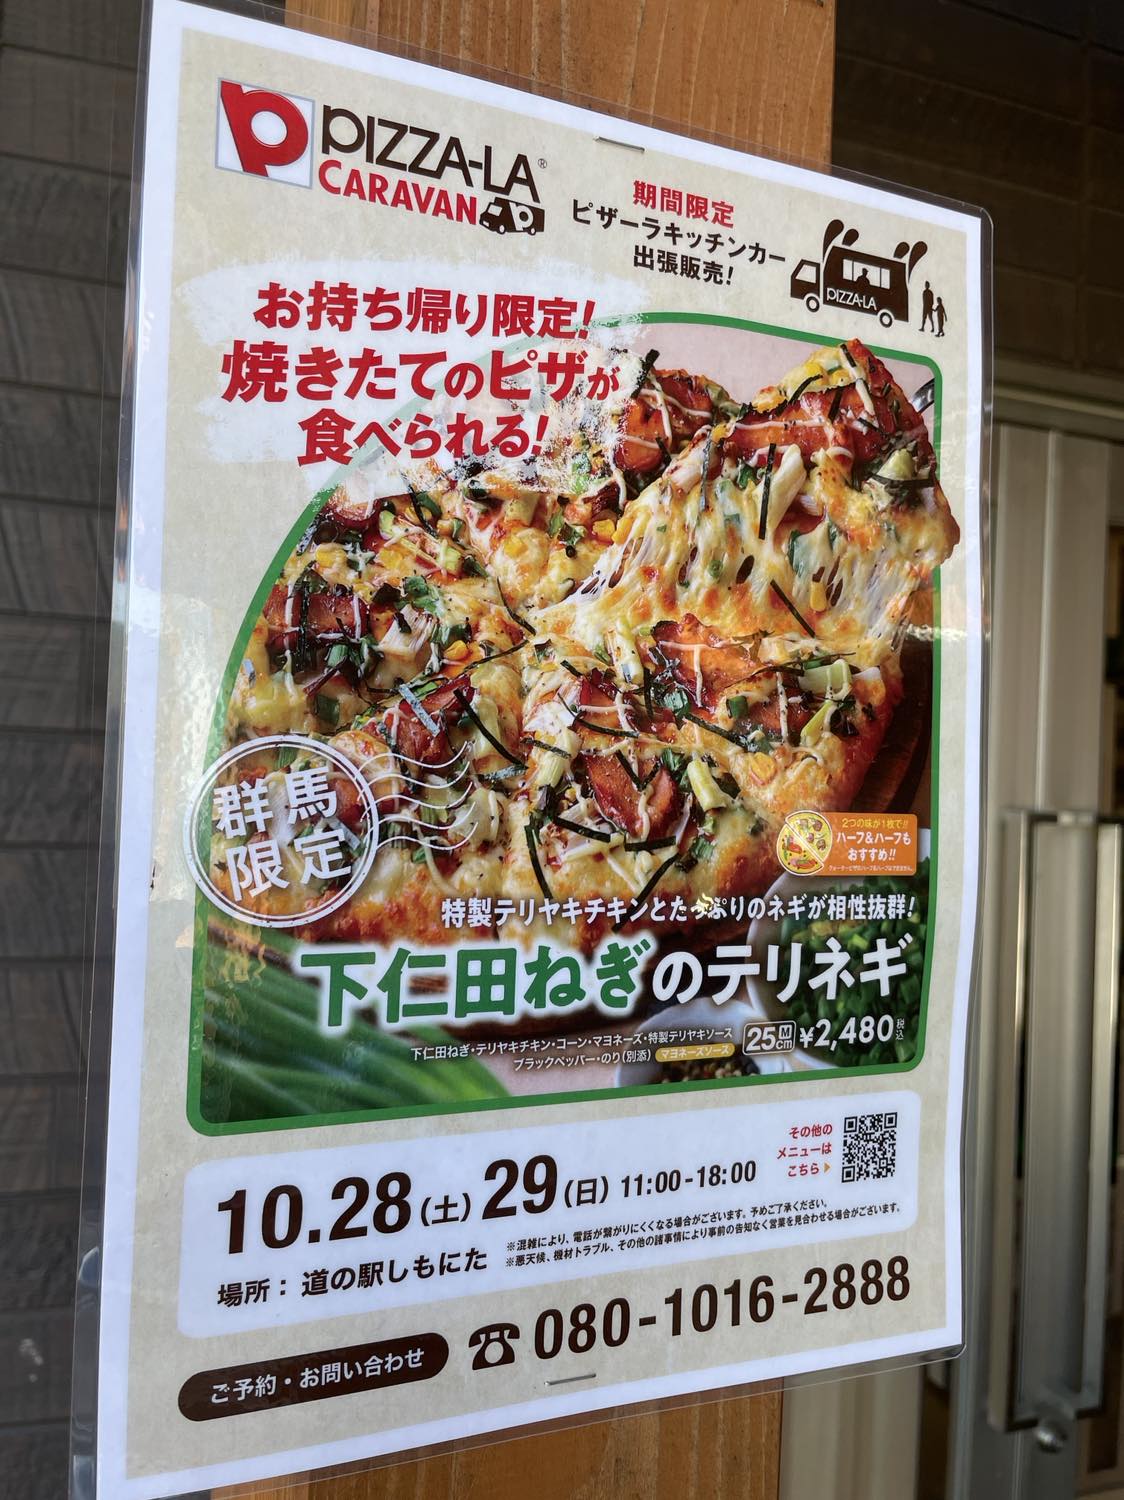 PIZZA-LA®
CARAVAN
期間限定
ピザーラキッチンカー
出張販売!
PIZZA-LA
お持ち帰り限定!
焼きたてのピザが
食べられる!
群馬
限定
2つの味が1枚で!!
ハーフ&ハーフも
おすすめ!!
特製テリヤキチキンとたっぷりのネギが相性抜群!
下仁田ねぎのテリネギ
下仁田ねぎ・テリヤキチキン・コーン・マヨネーズ・特製テリヤキソース
ブラックペッパー・のり(別添) マヨネーズソース
M 25cm ¥2,480 税込
その他の
メニューは
こちら
10.28(土) 29(日) 11:00-18:00
場所：道の駅しもにた
※混雑により、電話が繋がりにくくなる場合がございます。予めご了承ください。
※悪天候、機材トラブル、その他の諸事情により事前の告知なく営業を見合わせる場合がございます。
ご予約・お問い合わせ ☎080-1016-2888